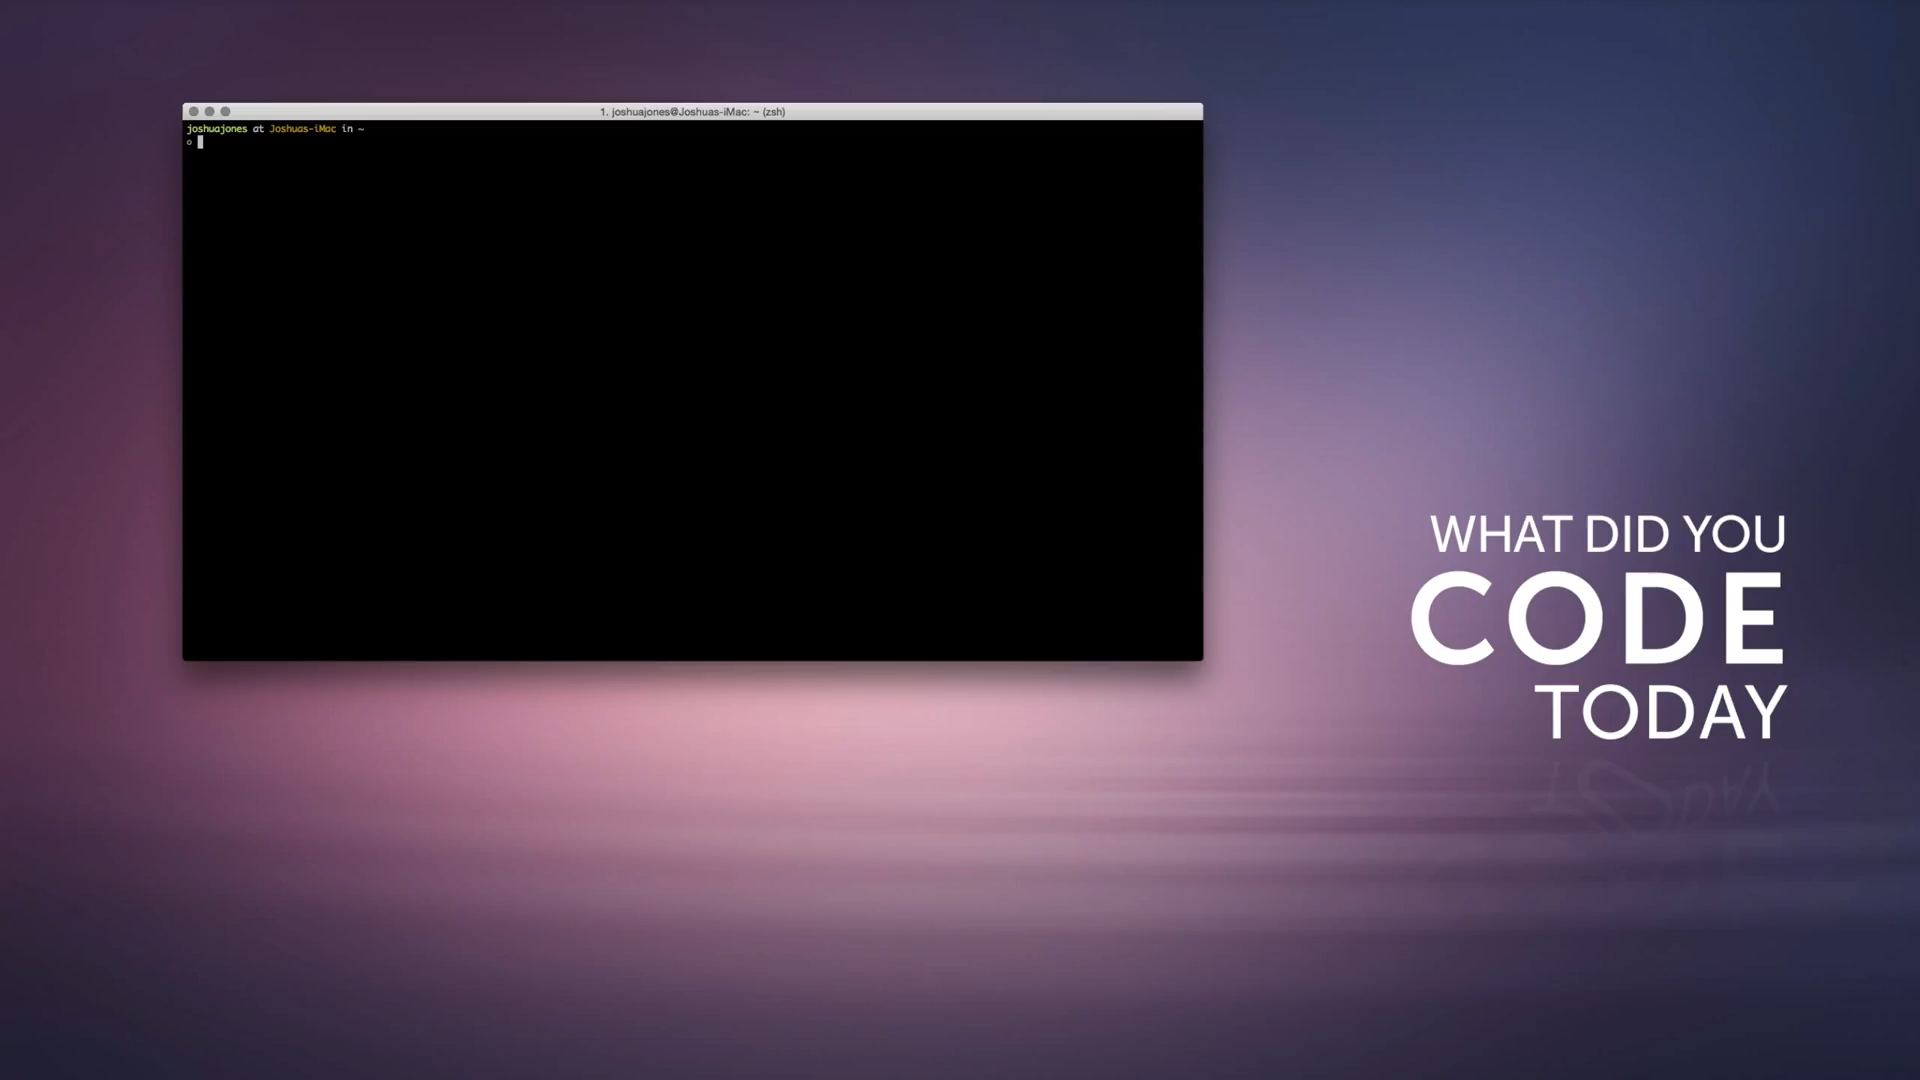 1. joshuajones@Joshuas-iMac: ~ (zsh)
joshuajones at Joshuas-iMac in ~
○
WHAT DID YOU
CODE
TODAY